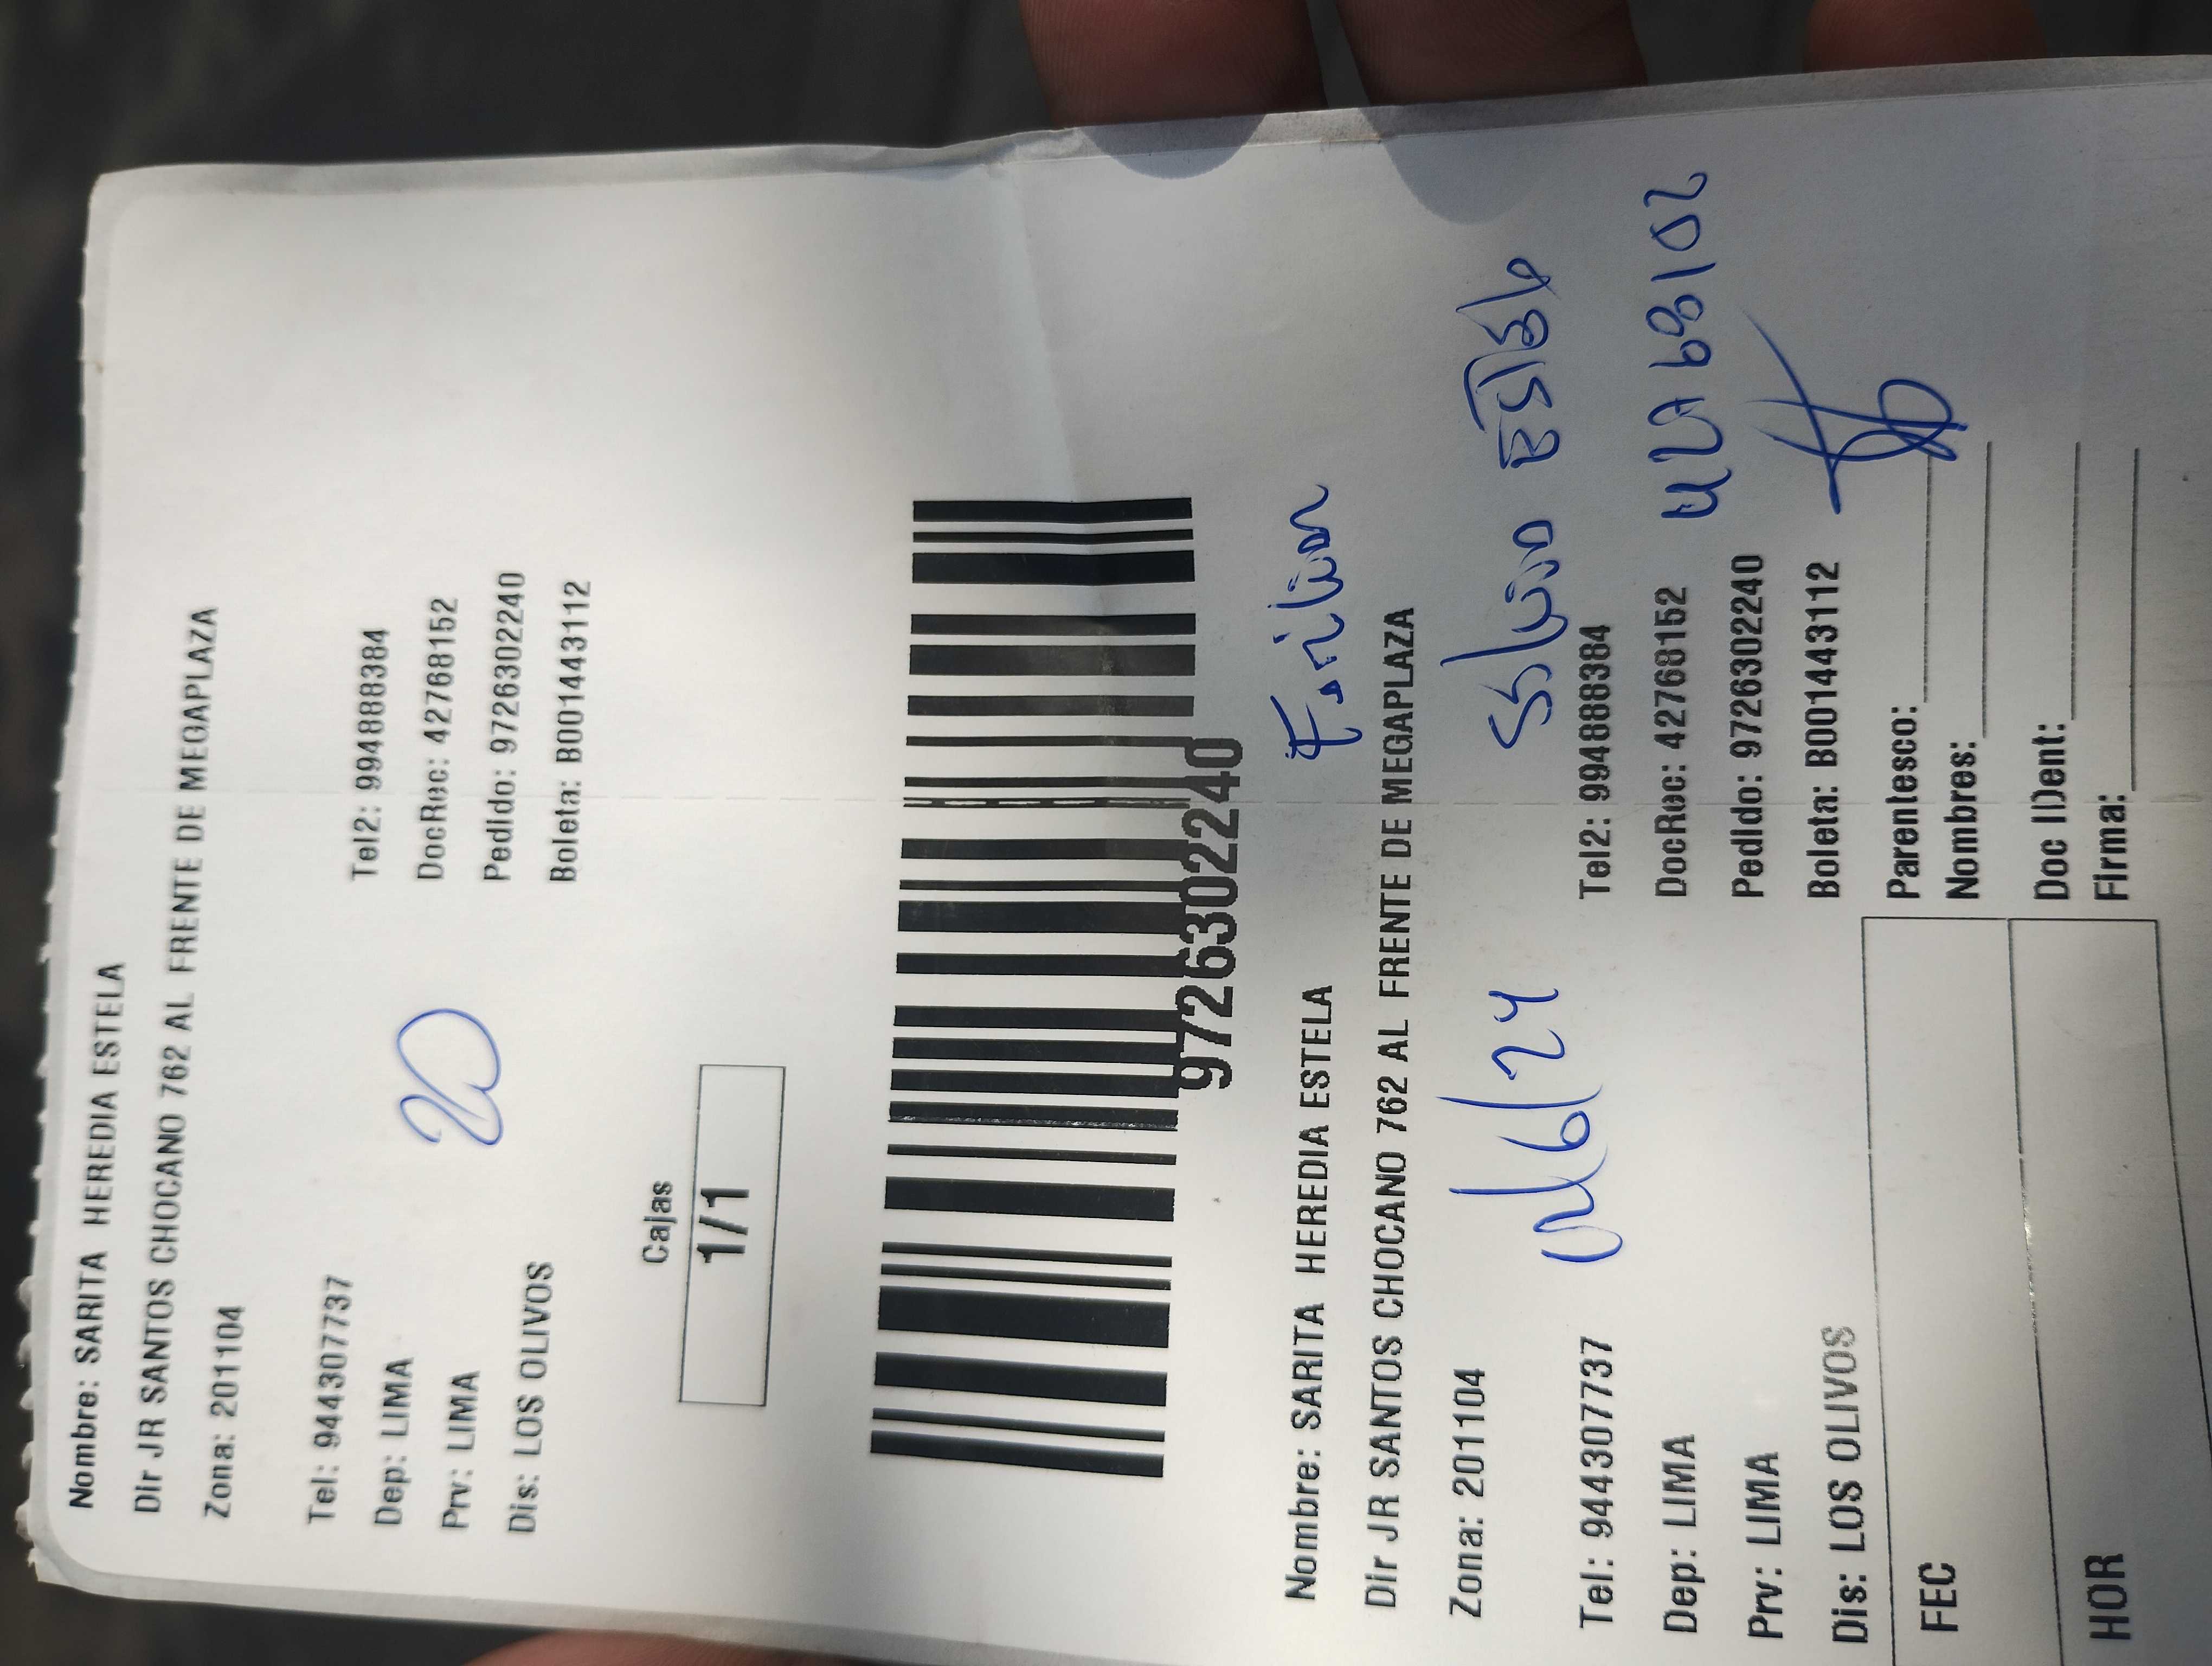 Nombre: SARITA HEREDIA ESTELA
Dir JR SANTOS CHOCANO 762 AL FRENTE DE MEGAPLAZA
Zona: 201104
Tel: 944307737 Tel2: 994888384
Dep: LIMA DocRec: 42768152
Prv: LIMA Pedido: 9726302240
Dis: LOS OLIVOS Boleta: B001443112
20
Cajas
1/1
9726302240
Nombre: SARITA HEREDIA ESTELA
Dir JR SANTOS CHOCANO 762 AL FRENTE DE MEGAPLAZA
Zona: 201104
Tel: 944307737 Tel2: 994888384
Dep: LIMA DocRec: 42768152
Prv: LIMA Pedido: 9726302240
Dis: LOS OLIVOS Boleta: B001443112
FEC Parentesco:
Nombres:
HOR Doc IDent:
Firma: